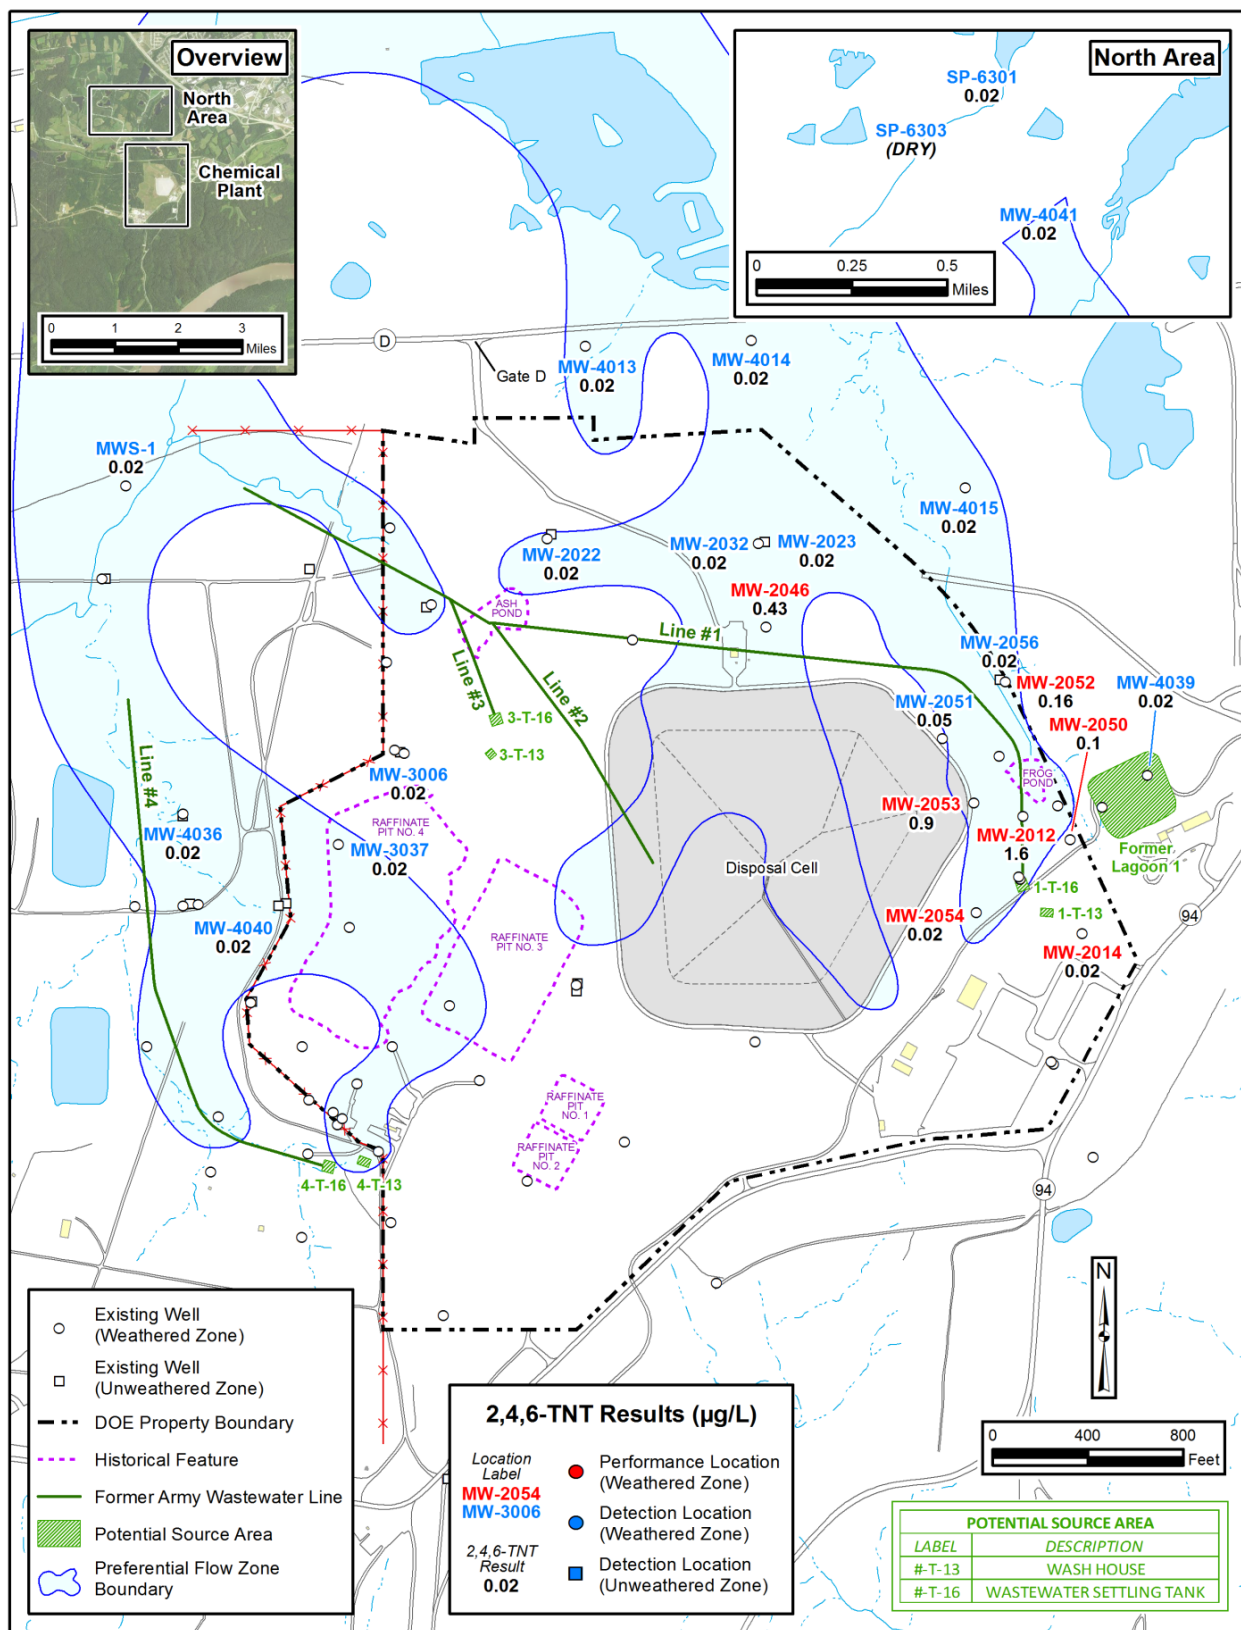 Overview
North
Area
Chemical
Plant
0 1 2 3
Miles
North Area
SP-6301
0.02
SP-6303
(DRY)
MW-4041
0.02
0 0.25 0.5
Miles
D
Gate D
MW-4013
0.02
MW-4014
0.02
MWS-1
0.02
MW-4015
0.02
MW-2022
0.02
MW-2032
0.02
MW-2023
0.02
MW-2046
0.43
ASH
POND
Line #1
Line #2
Line #3
3-T-16
3-T-13
MW-2056
0.02
MW-2052
0.16
MW-4039
0.02
MW-2051
0.05
MW-2050
0.1
FROG
POND
Line #4
MW-3006
0.02
RAFFINATE
PIT NO. 4
MW-3037
0.02
MW-4036
0.02
MW-2053
0.9
MW-2012
1.6
Former
Lagoon 1
Disposal Cell
1-T-16
1-T-13
MW-2054
0.02
94
MW-4040
0.02
RAFFINATE
PIT NO. 3
MW-2014
0.02
RAFFINATE
PIT
NO. 1
RAFFINATE
PIT
NO. 2
4-T-16
4-T-13
94
N
Existing Well
(Weathered Zone)
Existing Well
(Unweathered Zone)
DOE Property Boundary
Historical Feature
Former Army Wastewater Line
Potential Source Area
Preferential Flow Zone
Boundary
2,4,6-TNT Results (µg/L)
Location
Label
MW-2054
MW-3006
2,4,6-TNT
Result
0.02
Performance Location
(Weathered Zone)
Detection Location
(Weathered Zone)
Detection Location
(Unweathered Zone)
0 400 800
Feet
POTENTIAL SOURCE AREA
LABEL DESCRIPTION
#-T-13 WASH HOUSE
#-T-16 WASTEWATER SETTLING TANK